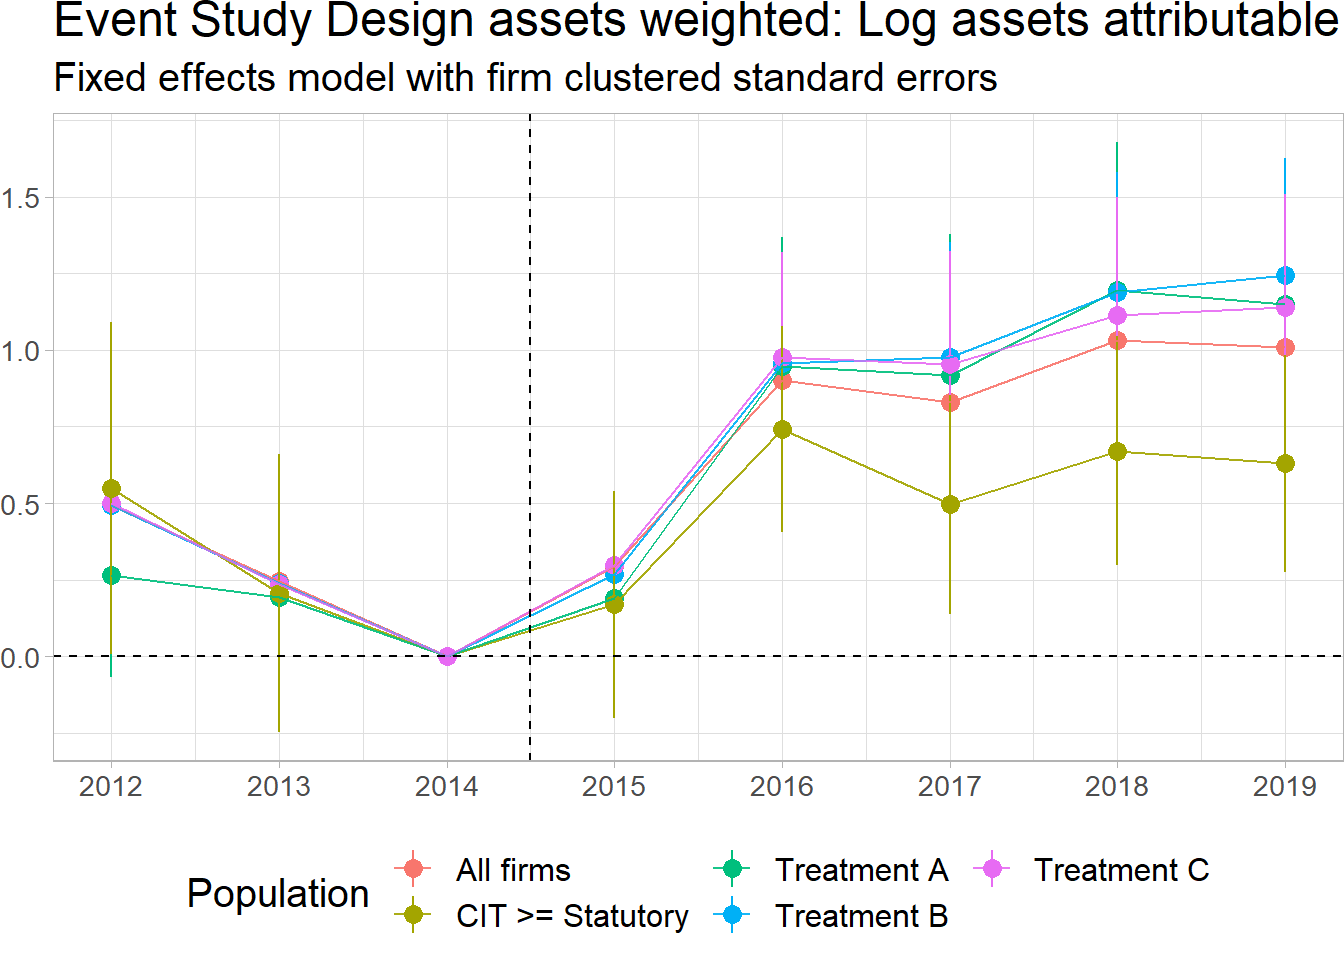 Event Study Design assets weighted: Log assets attributable
Fixed effects model with firm clustered standard errors
1.5
1.0
0.5
0.0
2012 2013 2014 2015 2016 2017 2018 2019
Population
All firms
CIT >= Statutory
Treatment A
Treatment B
Treatment C